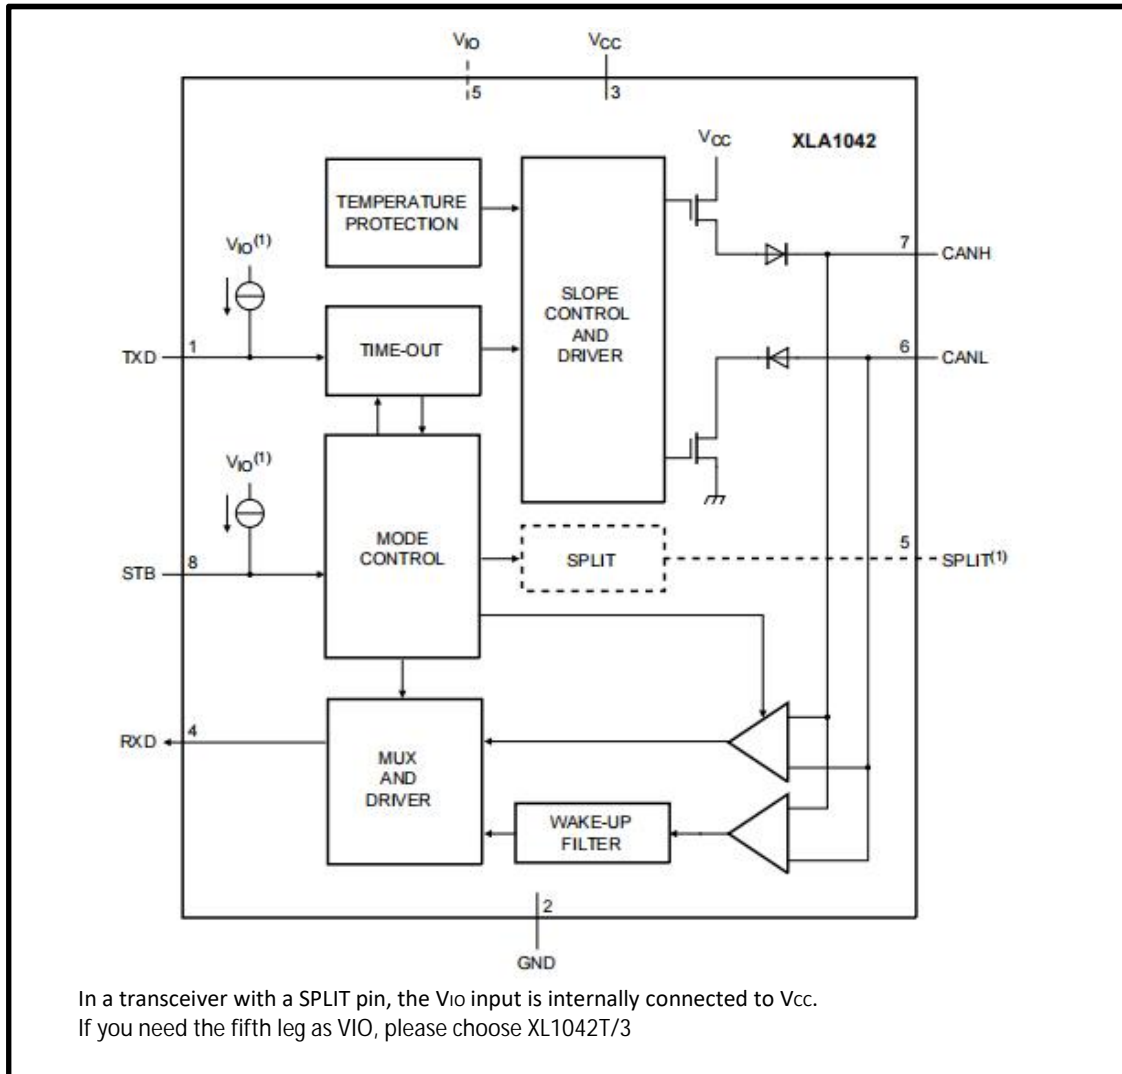 VIO
VCC
5
3
XLA1042
VCC
TEMPERATURE
PROTECTION
VIO(1)
SLOPE
CONTROL
AND
DRIVER
7
CANH
TXD
1
TIME-OUT
6
CANL
VIO(1)
MODE
CONTROL
STB
8
SPLIT
5
SPLIT(1)
RXD
4
MUX
AND
DRIVER
WAKE-UP
FILTER
2
GND
In a transceiver with a SPLIT pin, the VIO input is internally connected to VCC.
If you need the fifth leg as VIO, please choose XL1042T/3